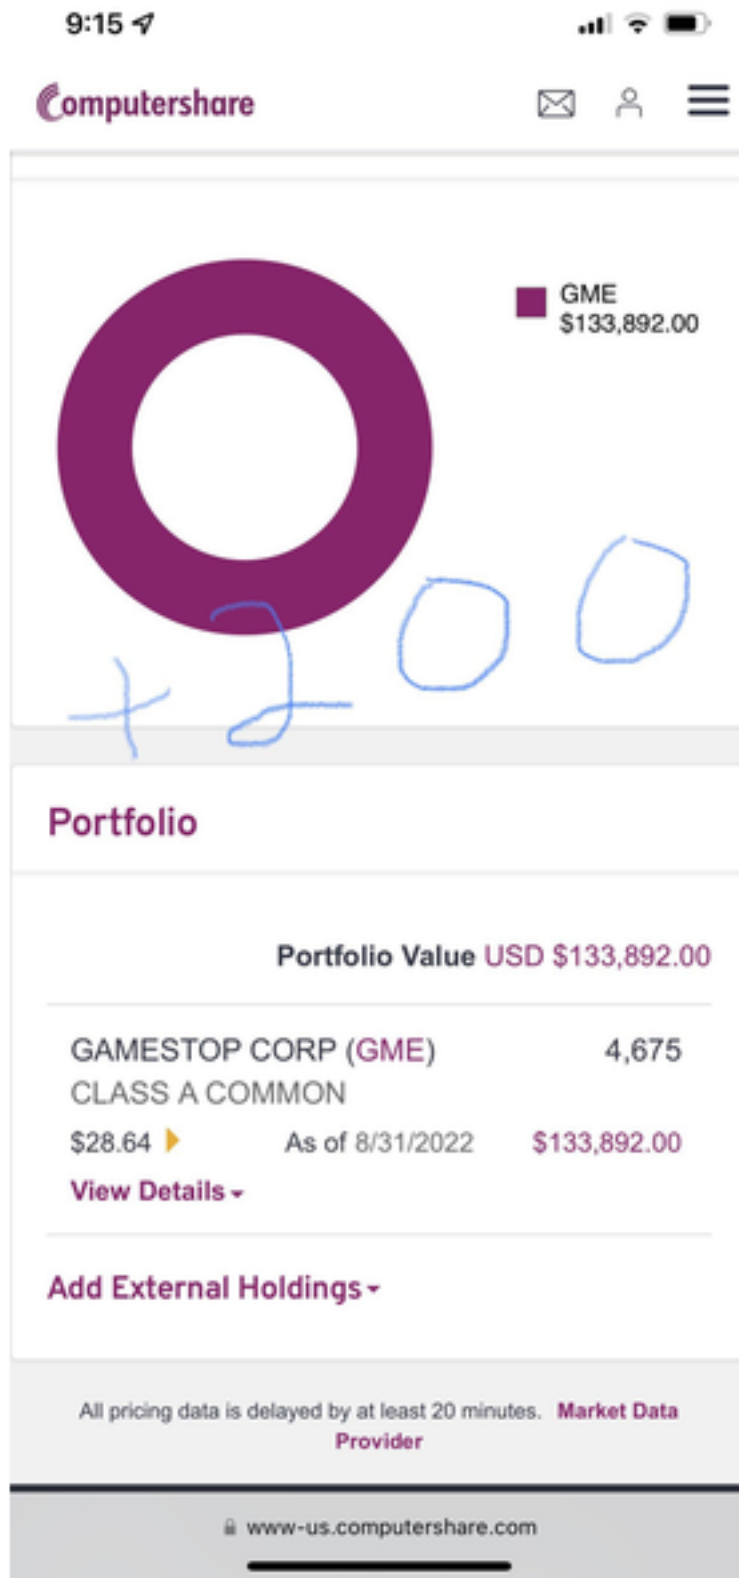 9:15
Computershare
GME
$133,892.00
+200
Portfolio
Portfolio Value USD $133,892.00
GAMESTOP CORP (GME) 4,675
CLASS A COMMON
$28.64 As of 8/31/2022 $133,892.00
View Details
Add External Holdings
All pricing data is delayed by at least 20 minutes. Market Data
Provider
www-us.computershare.com